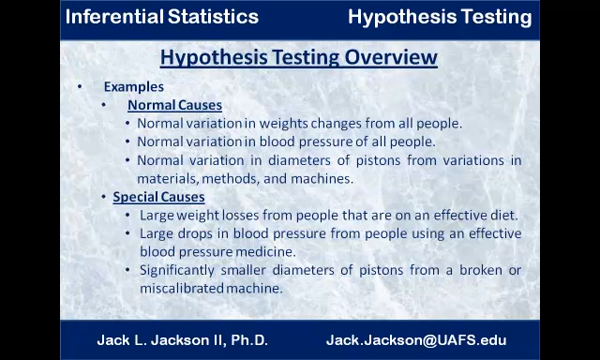 Inferential Statistics Hypothesis Testing
Hypothesis Testing Overview
• Examples
• Normal Causes
• Normal variation in weights changes from all people.
• Normal variation in blood pressure of all people.
• Normal variation in diameters of pistons from variations in
materials, methods, and machines.
• Special Causes
• Large weight losses from people that are on an effective diet.
• Large drops in blood pressure from people using an effective
blood pressure medicine.
• Significantly smaller diameters of pistons from a broken or
miscalibrated machine.
Jack L. Jackson II, Ph.D. Jack.Jackson@UAFS.edu